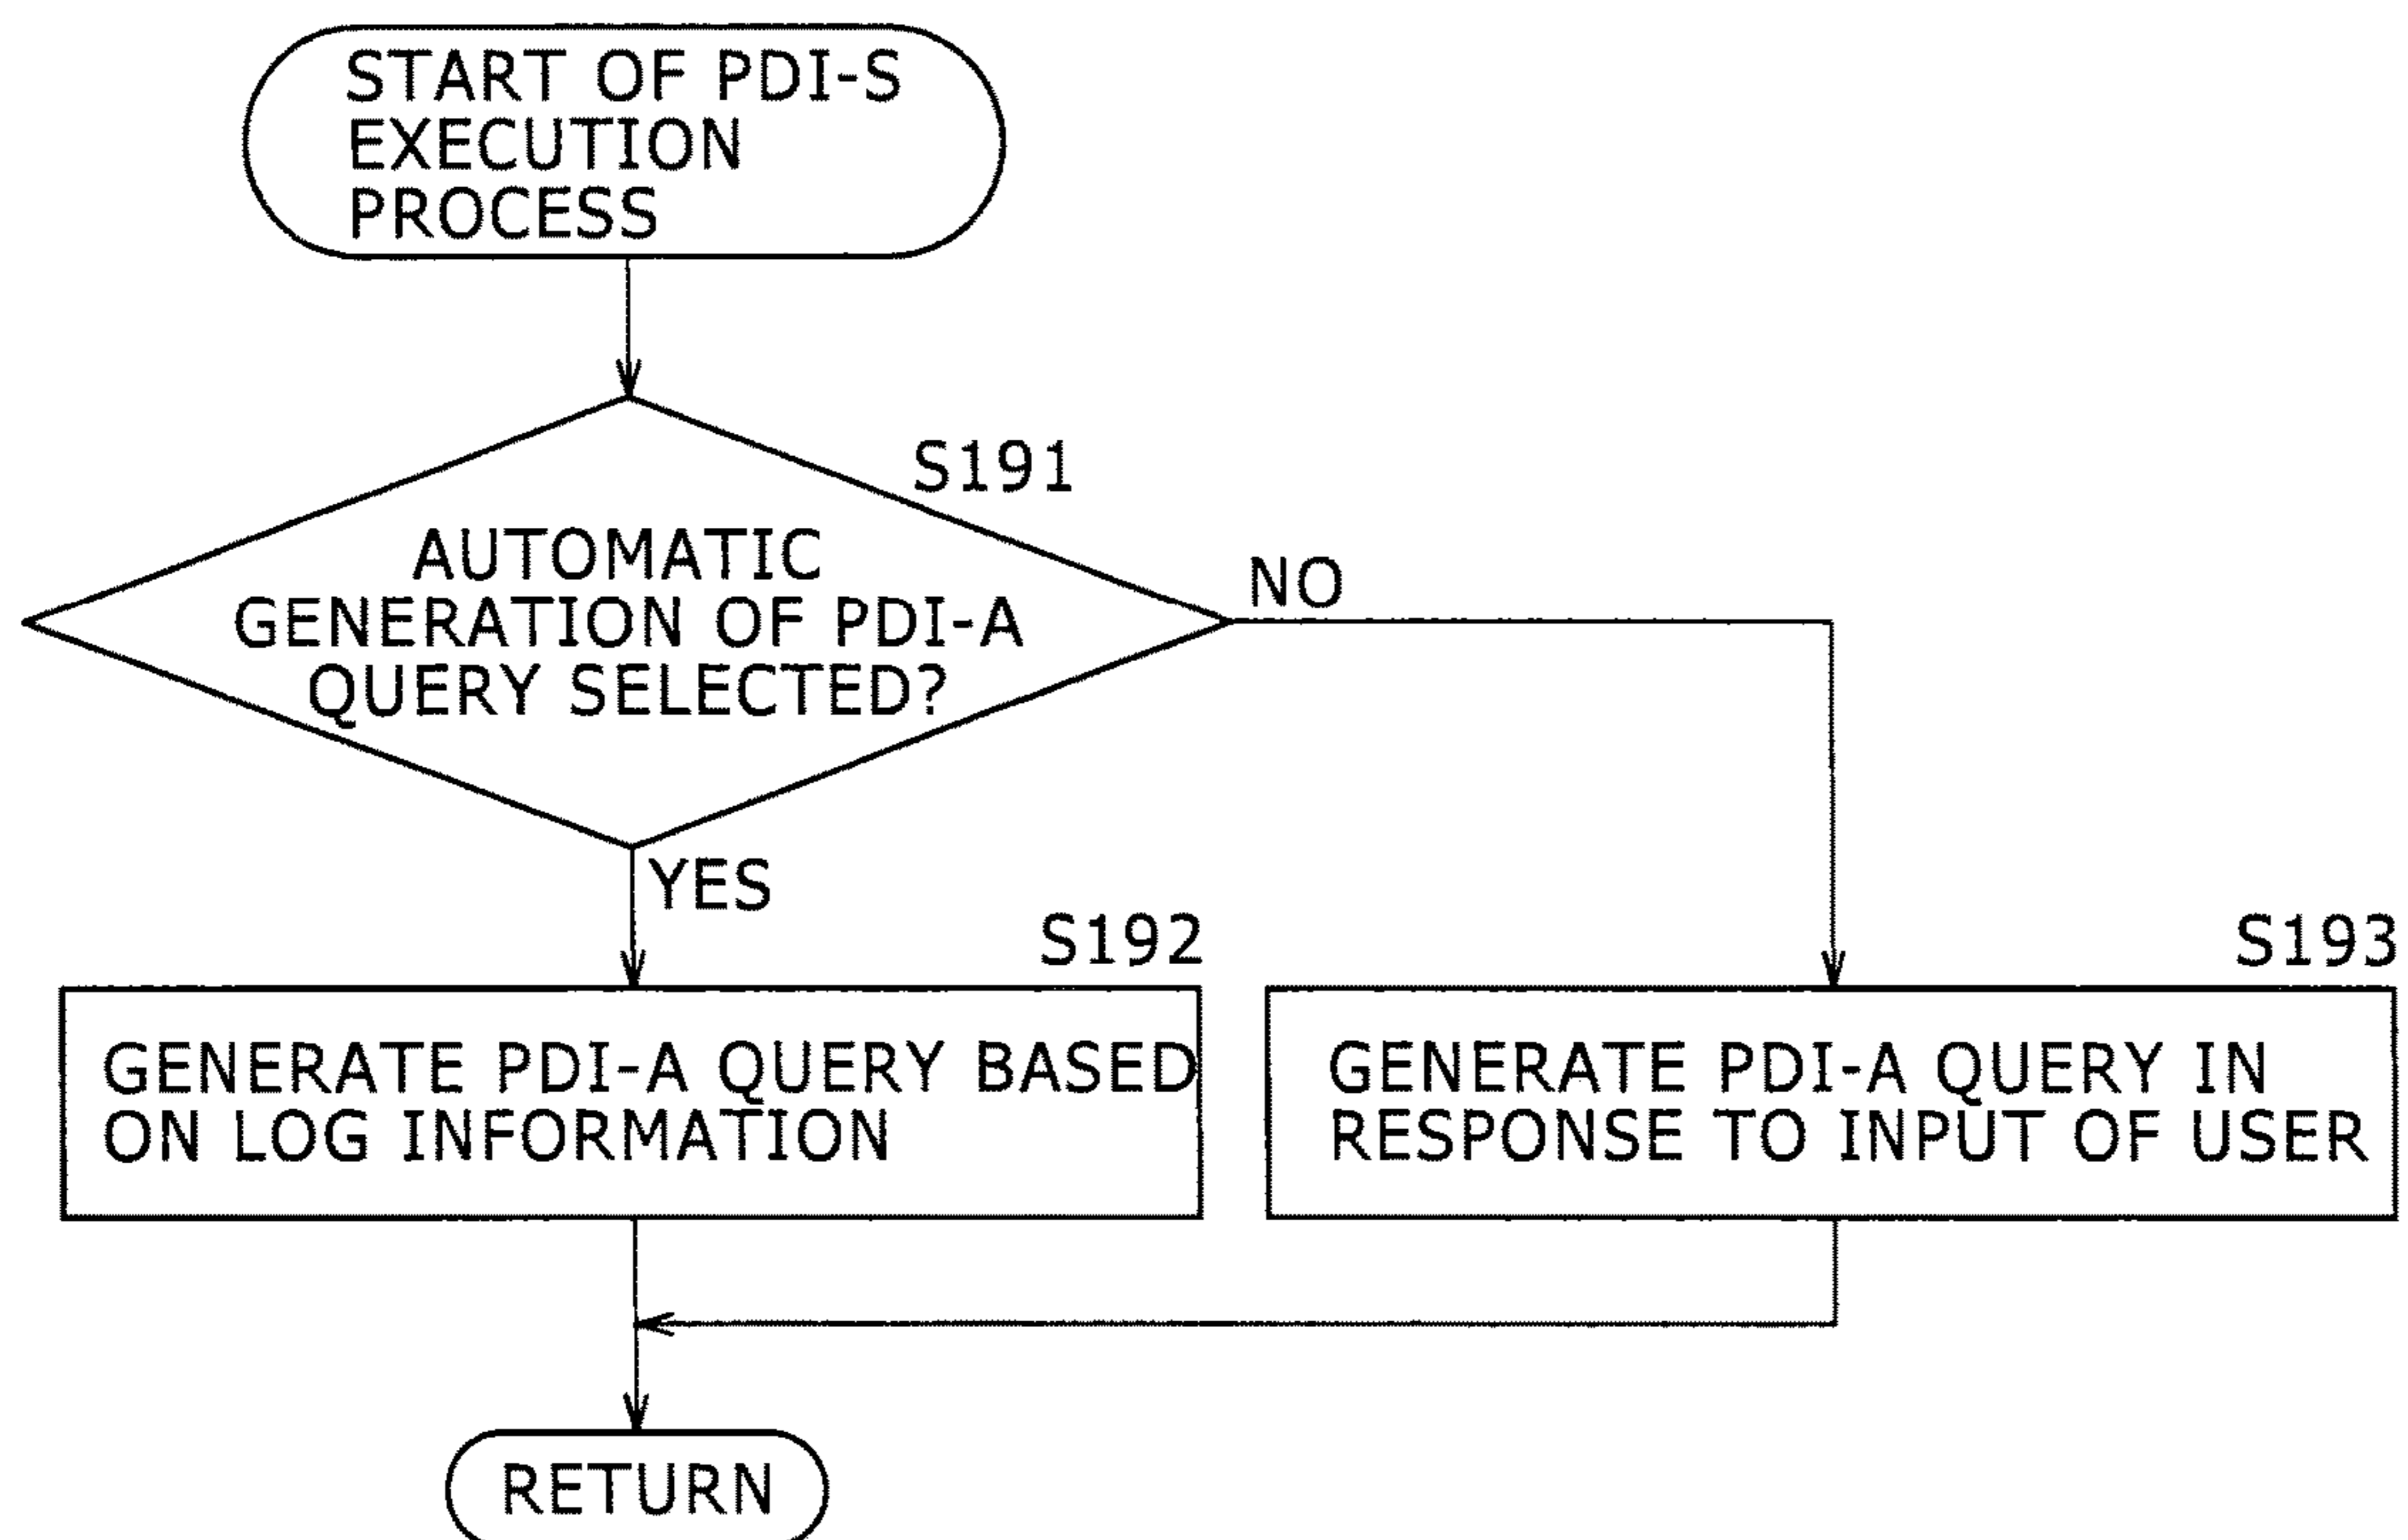 START OF PDI-S
EXECUTION
PROCESS
S191
AUTOMATIC
GENERATION OF PDI-A
QUERY SELECTED?
NO
YES
S192
GENERATE PDI-A QUERY BASED
ON LOG INFORMATION
S193
GENERATE PDI-A QUERY IN
RESPONSE TO INPUT OF USER
RETURN